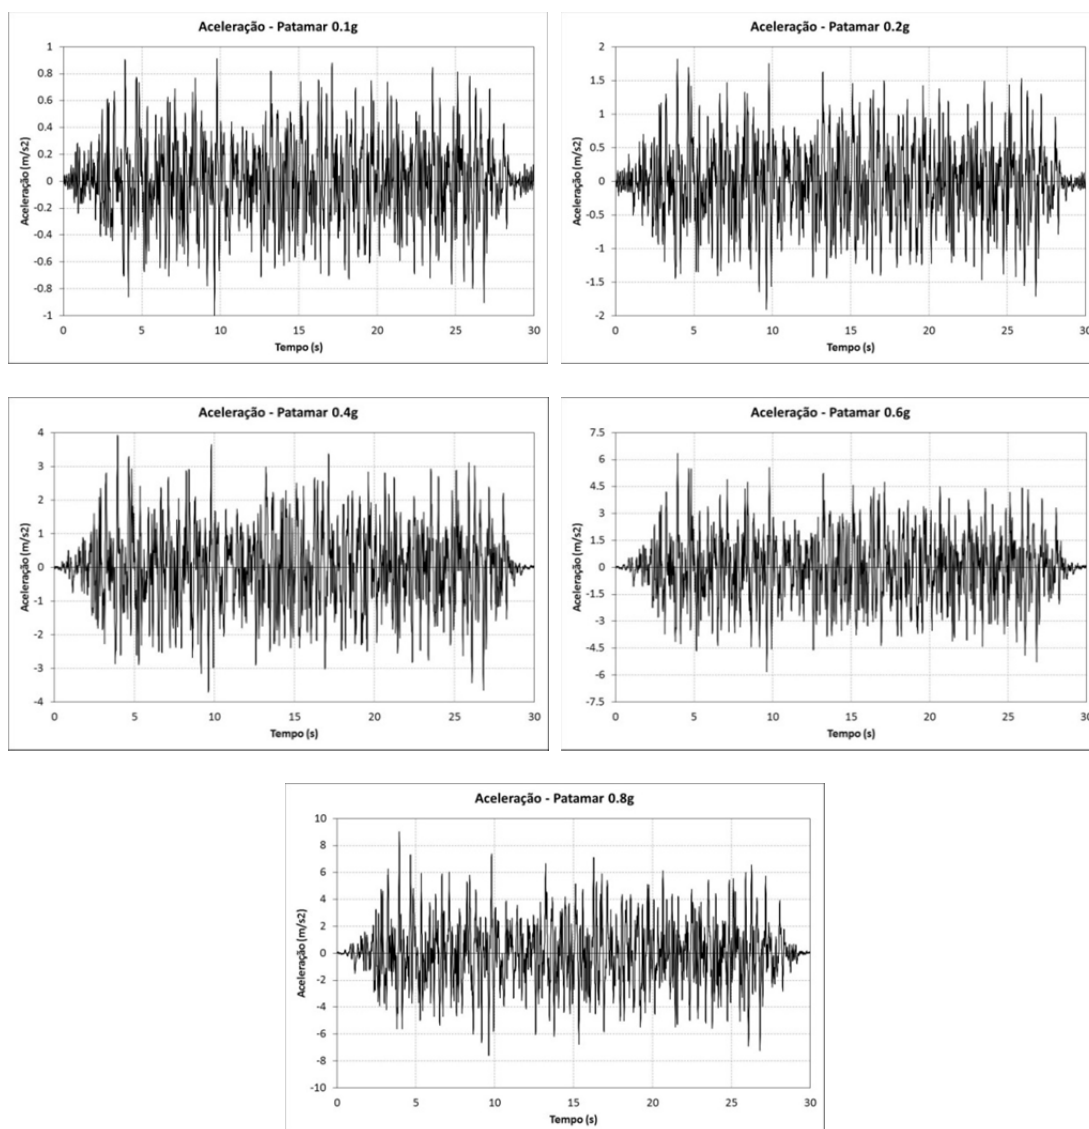 Aceleração - Patamar 0.1g
Aceleração (m/s2)
1
0.8
0.6
0.4
0.2
0
-0.2
-0.4
-0.6
-0.8
-1
0 5 10 15 20 25 30
Tempo (s)
Aceleração - Patamar 0.2g
Aceleração (m/s2)
2
1.5
1
0.5
0
-0.5
-1
-1.5
-2
0 5 10 15 20 25 30
Tempo (s)
Aceleração - Patamar 0.4g
Aceleração (m/s2)
4
3
2
1
0
-1
-2
-3
-4
0 5 10 15 20 25 30
Tempo (s)
Aceleração - Patamar 0.6g
Aceleração (m/s2)
7.5
6
4.5
3
1.5
0
-1.5
-3
-4.5
-6
-7.5
0 5 10 15 20 25 30
Tempo (s)
Aceleração - Patamar 0.8g
Aceleração (m/s2)
10
8
6
4
2
0
-2
-4
-6
-8
-10
0 5 10 15 20 25 30
Tempo (s)